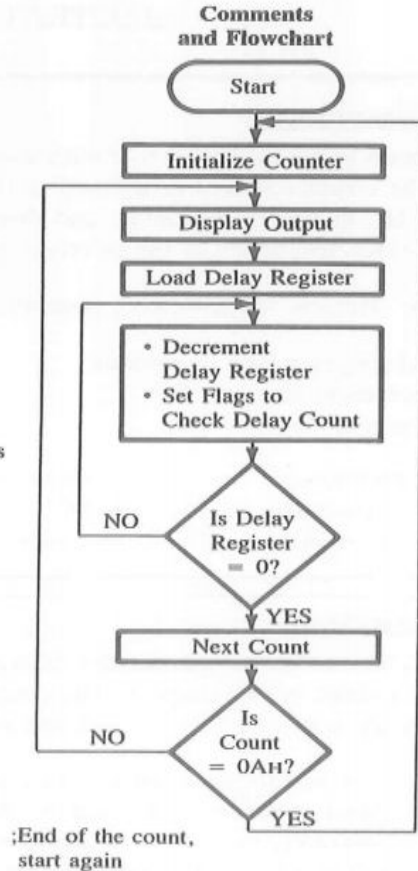 Comments
and Flowchart
Start
Initialize Counter
Display Output
Load Delay Register
• Decrement
Delay Register
• Set Flags to
Check Delay Count
s
NO
Is Delay
Register
= 0?
YES
Next Count
NO
Is
Count
= 0AH?
YES
;End of the count,
start again